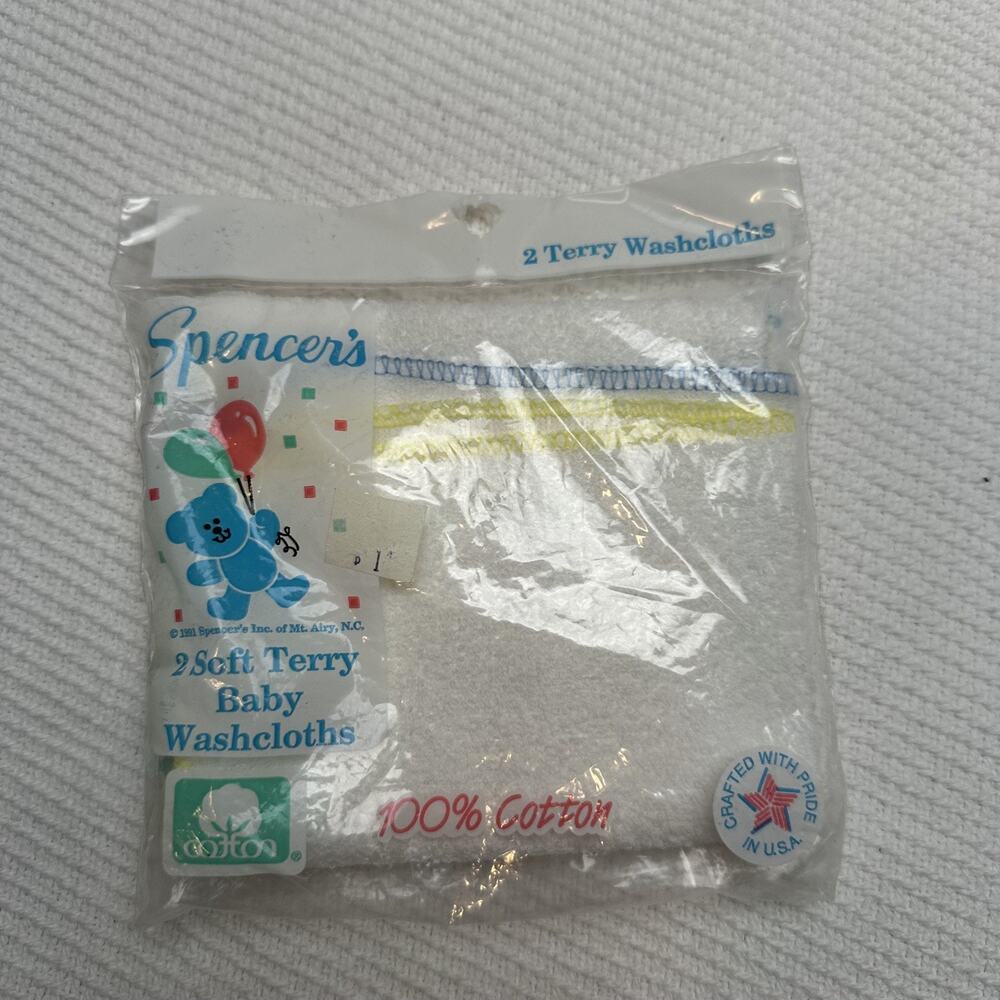 2 Terry Washcloths
Spencer's
© 1991 Spencer's Inc. of Mt. Airy, N.C.
2 Soft Terry
Baby
Washcloths
cotton ®
100% Cotton
CRAFTED WITH PRIDE
IN U.S.A.